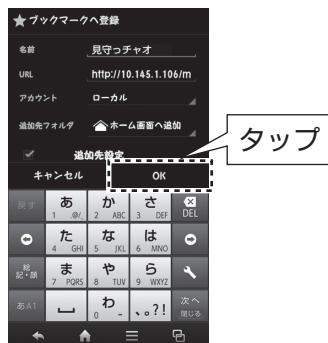 ★ブックマークへ登録
名前 見守っチャオ
URL http://10.145.1.106/m
アカウント ローカル
追加先フォルダ ホーム画面へ追加
追加先設定
キャンセル OK
タップ
戻す あ 1 .@/_ か 2 ABC さ 3 DEF DEL
た 4 GHI な 5 JKL は 6 MNO
絵記・顔 ま 7 PQRS や 8 TUV ら 9 WXYZ
あA1 わ 0 - 、。?! 次へ
閉じる